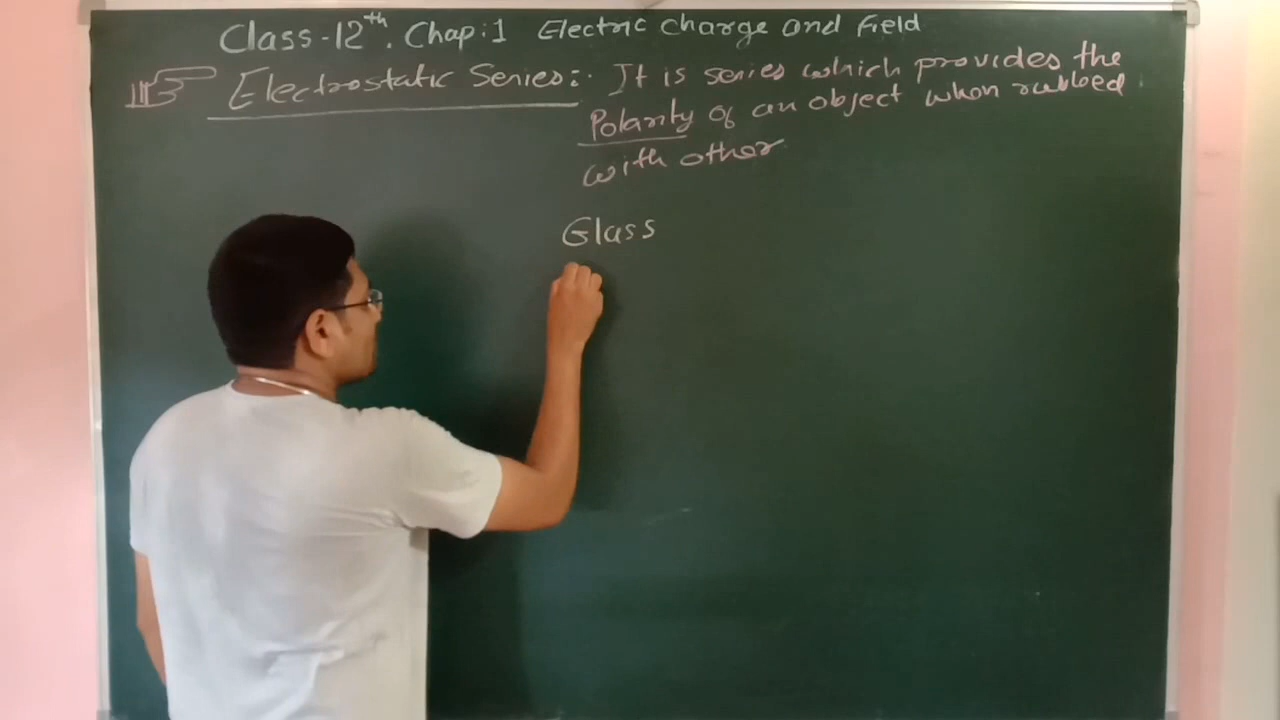 Class-12th. Chap:1 Electric Charge and Field
Electrostatic Series:- It is series which provides the
Polarity of an object when rubbed
with other
Glass